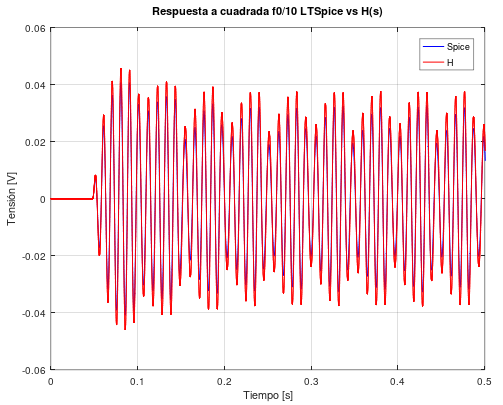 Respuesta a cuadrada f0/10 LTSpice vs H(s)
0.06
0.04
0.02
0
-0.02
-0.04
-0.06
Tensión [V]
Spice
H
0 0.1 0.2 0.3 0.4 0.5
Tiempo [s]